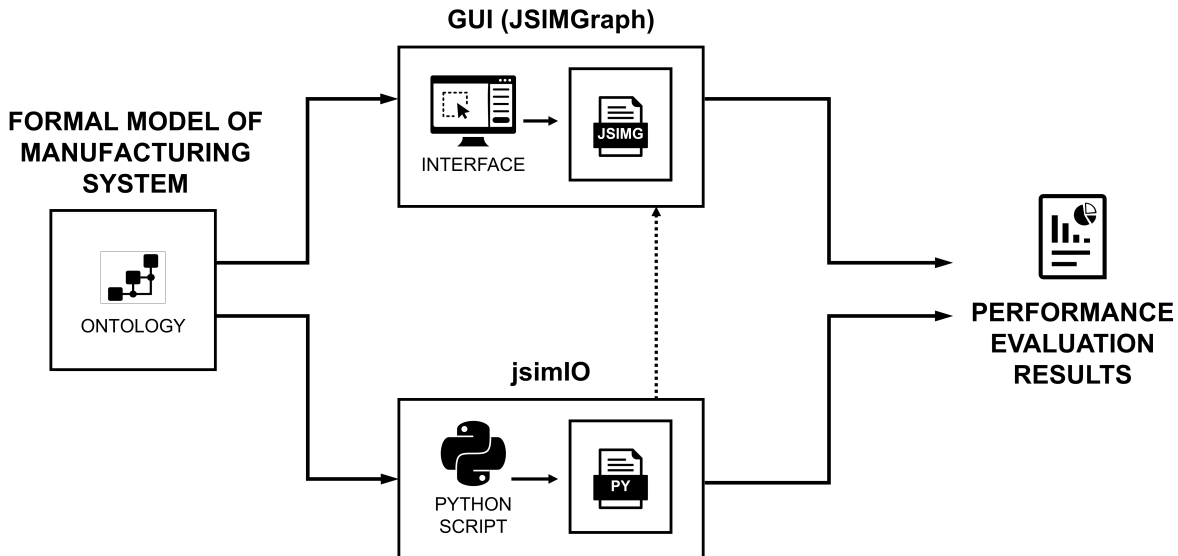 GUI (JSIMGraph)
INTERFACE
JSIMG
FORMAL MODEL OF
MANUFACTURING
SYSTEM
ONTOLOGY
jsimIO
PYTHON
SCRIPT
PY
PERFORMANCE
EVALUATION
RESULTS